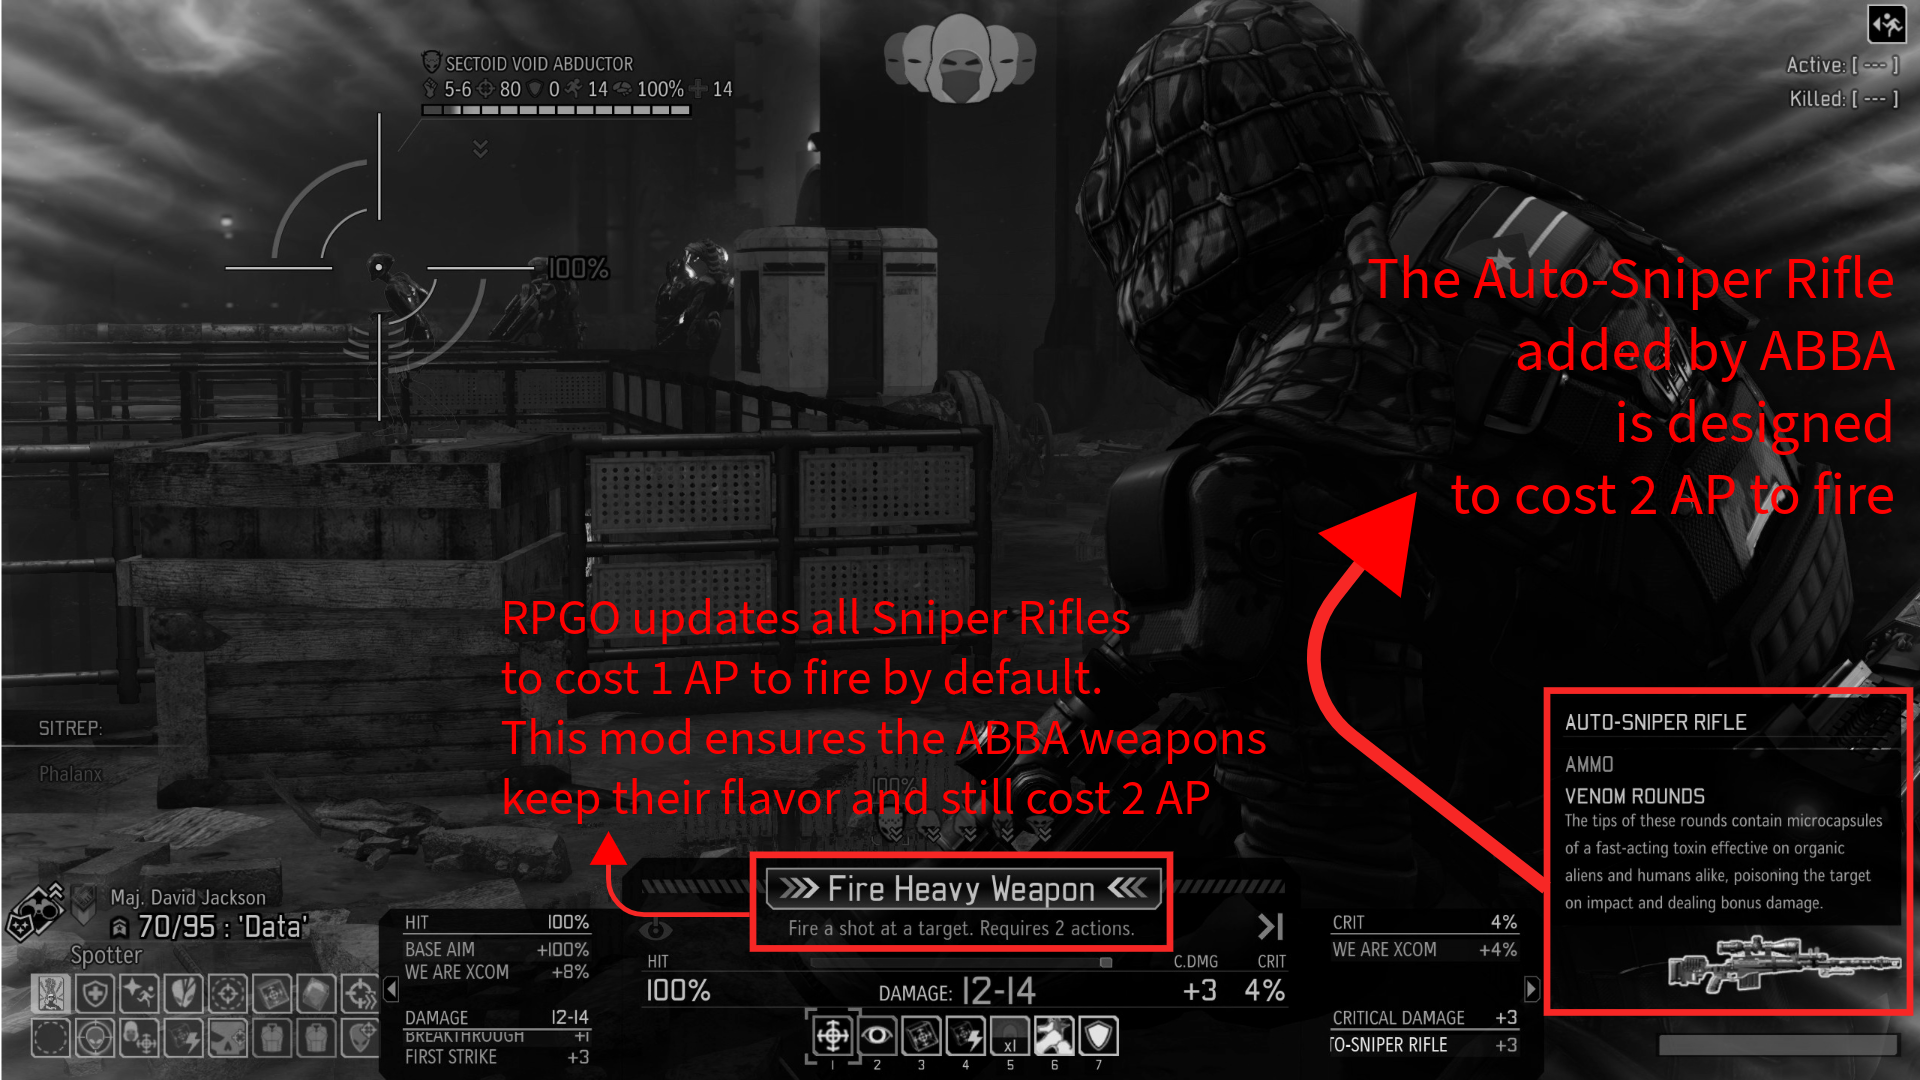 SECTOID VOID ABDUCTOR
5-6 80 0 14 100% 14
Active: [ --- ]
Killed: [ --- ]
100%
The Auto-Sniper Rifle
added by ABBA
is designed
to cost 2 AP to fire
RPGO updates all Sniper Rifles
to cost 1 AP to fire by default.
This mod ensures the ABBA weapons
keep their flavor and still cost 2 AP
100%
SITREP:
Phalanx
AUTO-SNIPER RIFLE
AMMO
VENOM ROUNDS
The tips of these rounds contain microcapsules
of a fast-acting toxin effective on organic
aliens and humans alike, poisoning the target
on impact and dealing bonus damage.
Maj. David Jackson
70/95 : 'Data'
Spotter
HIT 100%
BASE AIM +100%
WE ARE XCOM +8%
DAMAGE 12-14
BREAKTHROUGH +1
FIRST STRIKE +3
Fire Heavy Weapon
Fire a shot at a target. Requires 2 actions.
HIT C.DMG CRIT
100% DAMAGE: 12-14 +3 4%
x1
1 2 3 4 5 6 7
CRIT 4%
WE ARE XCOM +4%
CRITICAL DAMAGE +3
TO-SNIPER RIFLE +3